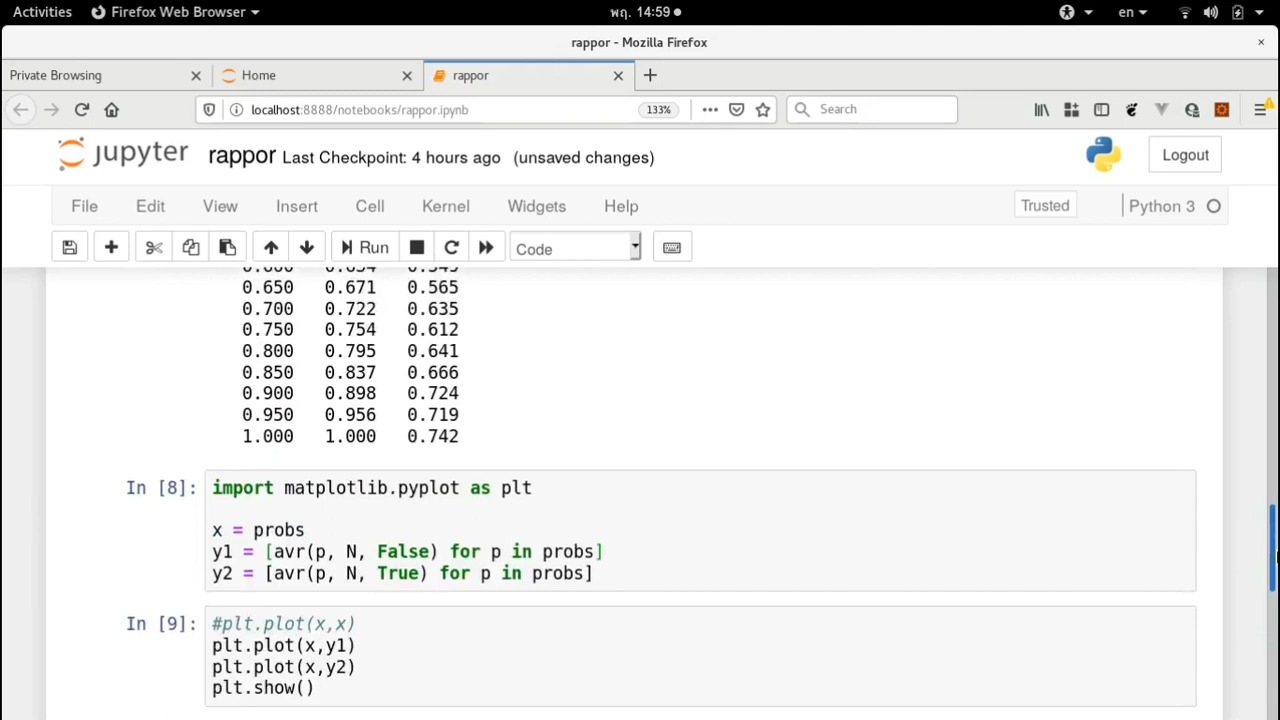 Activities Firefox Web Browser พฤ. 14:59 en
rappor - Mozilla Firefox
Private Browsing Home rappor
localhost:8888/notebooks/rappor.ipynb 133% Search
jupyter rappor Last Checkpoint: 4 hours ago (unsaved changes) Logout
File Edit View Insert Cell Kernel Widgets Help Trusted Python 3
Run Code
0.650 0.671 0.565
0.700 0.722 0.635
0.750 0.754 0.612
0.800 0.795 0.641
0.850 0.837 0.666
0.900 0.898 0.724
0.950 0.956 0.719
1.000 1.000 0.742
In [8]: import matplotlib.pyplot as plt
x = probs
y1 = [avr(p, N, False) for p in probs]
y2 = [avr(p, N, True) for p in probs]
In [9]: #plt.plot(x,x)
plt.plot(x,y1)
plt.plot(x,y2)
plt.show()